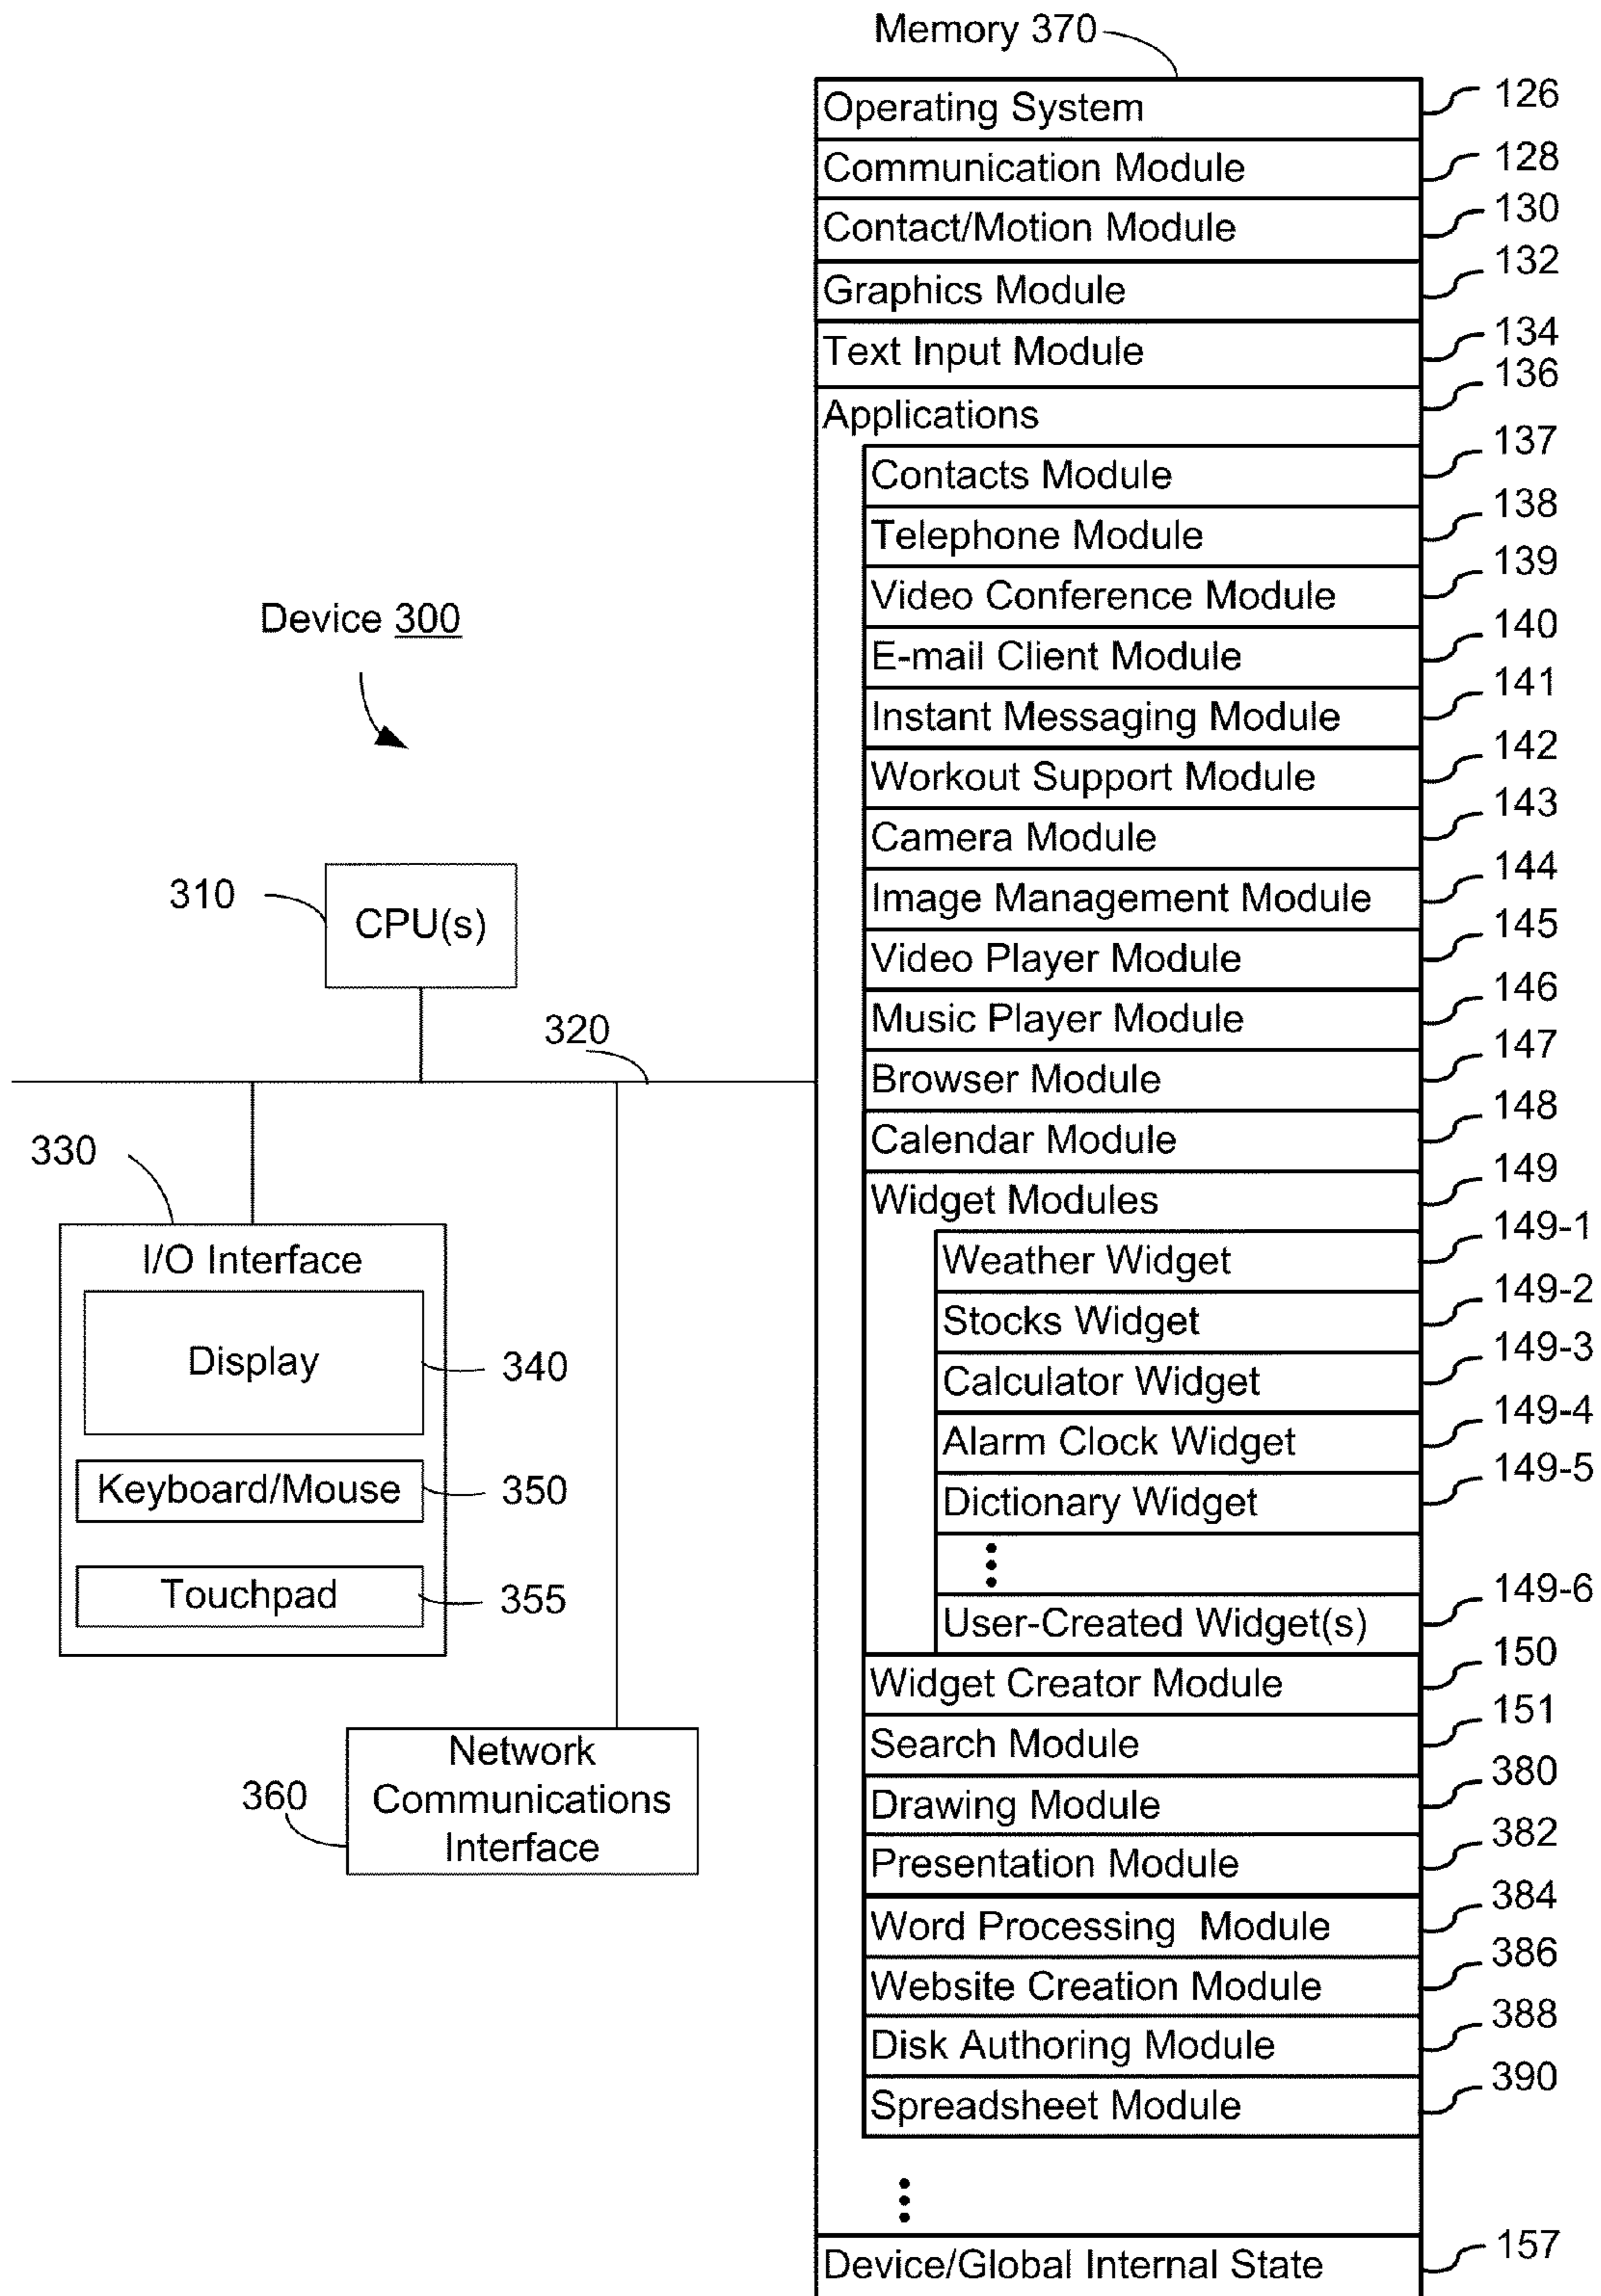 Memory 370
Operating System 126
Communication Module 128
Contact/Motion Module 130
Graphics Module 132
Text Input Module 134
Applications 136
Contacts Module 137
Telephone Module 138
Video Conference Module 139
E-mail Client Module 140
Instant Messaging Module 141
Workout Support Module 142
Camera Module 143
Image Management Module 144
Video Player Module 145
Music Player Module 146
Browser Module 147
Calendar Module 148
Widget Modules 149
Weather Widget 149-1
Stocks Widget 149-2
Calculator Widget 149-3
Alarm Clock Widget 149-4
Dictionary Widget 149-5
User-Created Widget(s) 149-6
Widget Creator Module 150
Search Module 151
Drawing Module 380
Presentation Module 382
Word Processing Module 384
Website Creation Module 386
Disk Authoring Module 388
Spreadsheet Module 390
Device/Global Internal State 157
Device 300
310
CPU(s)
320
330
I/O Interface
Display 340
Keyboard/Mouse 350
Touchpad 355
360
Network
Communications
Interface